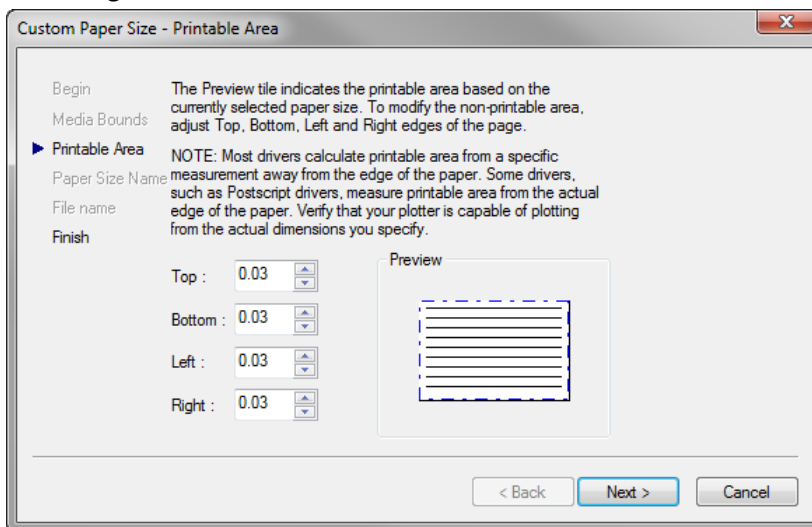 Custom Paper Size - Printable Area
Begin
Media Bounds
Printable Area
Paper Size Name
File name
Finish
The Preview tile indicates the printable area based on the
currently selected paper size. To modify the non-printable area,
adjust Top, Bottom, Left and Right edges of the page.
NOTE: Most drivers calculate printable area from a specific
measurement away from the edge of the paper. Some drivers,
such as Postscript drivers, measure printable area from the actual
edge of the paper. Verify that your plotter is capable of plotting
from the actual dimensions you specify.
Top : 0.03
Bottom : 0.03
Left : 0.03
Right : 0.03
Preview
< Back Next > Cancel